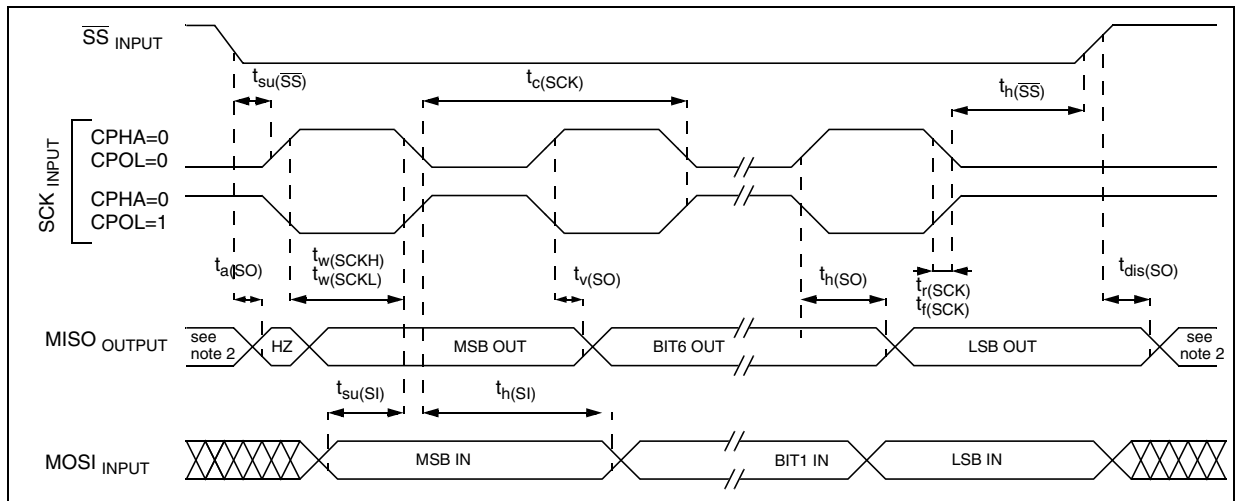 SS INPUT
tsu(SS)
tc(SCK)
th(SS)
SCK INPUT
CPHA=0
CPOL=0
CPHA=0
CPOL=1
ta(SO)
tw(SCKH)
tw(SCKL)
tv(SO)
th(SO)
tr(SCK)
tf(SCK)
tdis(SO)
MISO OUTPUT
see
note 2
HZ
MSB OUT
BIT6 OUT
LSB OUT
see
note 2
tsu(SI)
th(SI)
MOSI INPUT
MSB IN
BIT1 IN
LSB IN